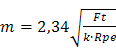 m = 2,34√(Ft / k·Rpe)